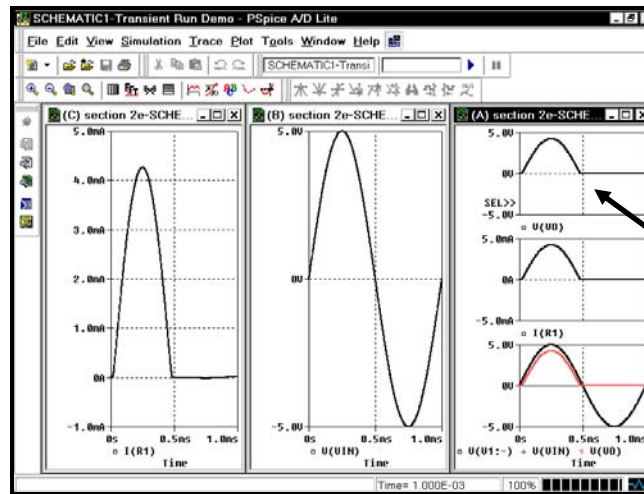 SCHEMATIC1-Transient Run Demo - PSpice A/D Lite
File Edit View Simulation Trace Plot Tools Window Help
SCHEMATIC1-Transi
(C) section 2e-SCHE...
5.0mA
4.0mA
3.0mA
2.0mA
1.0mA
0A
-1.0mA
0s 0.5ms 1.0ms
I(R1)
Time
(B) section 2e-SCHE...
5.0V
0V
-5.0V
0s 0.5ms 1.0ms
V(VIN)
Time
(A) section 2e-SCHE...
5.0V
0V
SEL>>
-5.0V
V(VO)
5.0mA
0A
-5.0mA
I(R1)
5.0V
0V
-5.0V
0s 0.5ms 1.0ms
V(V1:-) V(VIN) V(VO)
Time
Time= 1.000E-03 100%